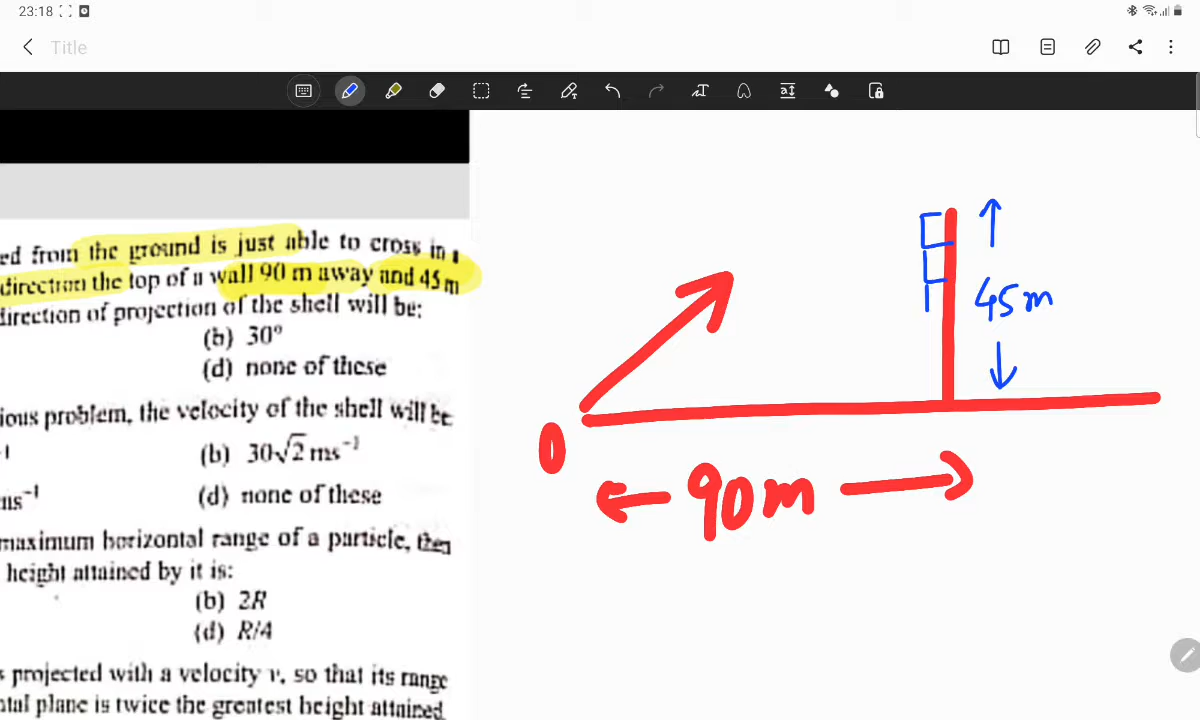 23:18
Title
ed from the ground is just able to cross in a
direction the top of a wall 90 m away and 45 m
direction of projection of the shell will be:
(b) 30°
(d) none of these
ious problem, the velocity of the shell will be
-1
(b) 30√2 ms⁻¹
ms⁻¹
(d) none of these
maximum horizontal range of a particle, then
height attained by it is:
(b) 2R
(d) R/4
s projected with a velocity v, so that its range
ntal plane is twice the greatest height attained
45m
O
90m